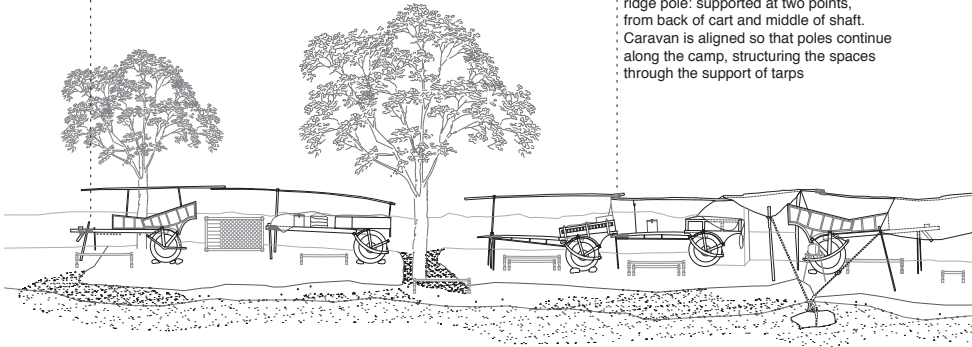 ridge pole: supported at two points,
from back of cart and middle of shaft.
Caravan is aligned so that poles continue
along the camp, structuring the spaces
through the support of tarps